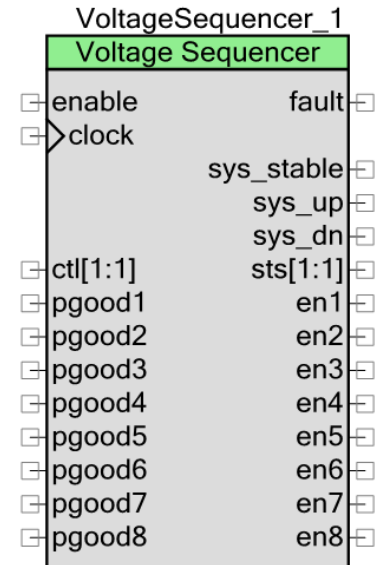 VoltageSequencer_1
Voltage Sequencer
enable fault
clock
sys_stable
sys_up
sys_dn
ctl[1:1] sts[1:1]
pgood1 en1
pgood2 en2
pgood3 en3
pgood4 en4
pgood5 en5
pgood6 en6
pgood7 en7
pgood8 en8